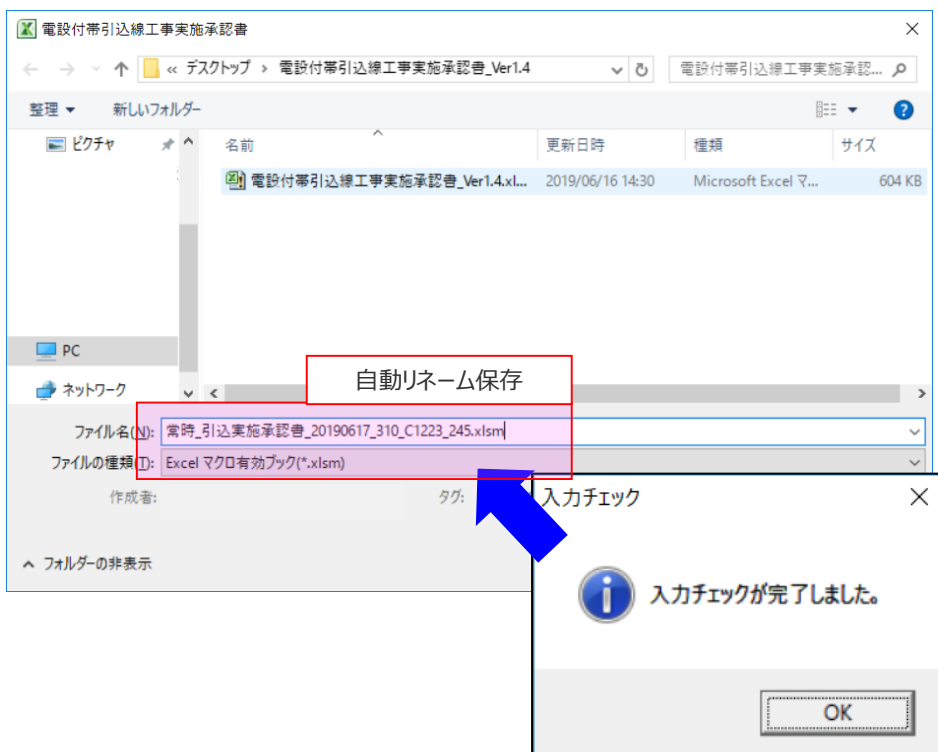 電設付帯引込線工事実施承認書
« デスクトップ › 電設付帯引込線工事実施承認書_Ver1.4
電設付帯引込線工事実施承認...
整理 新しいフォルダー
ピクチャ
名前 更新日時 種類 サイズ
電設付帯引込線工事実施承認書_Ver1.4.xl... 2019/06/16 14:30 Microsoft Excel マ... 604 KB
PC
ネットワーク
自動リネーム保存
ファイル名(N): 常時_引込実施承認書_20190617_310_C1223_245.xlsm
ファイルの種類(T): Excel マクロ有効ブック(*.xlsm)
作成者: タグ:
フォルダーの非表示
入力チェック
入力チェックが完了しました。
OK